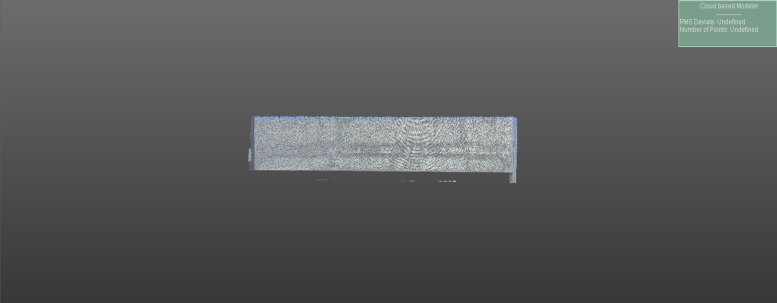 Cloud based Modeler
RMS Deviate: Undefined
Number of Points: Undefined